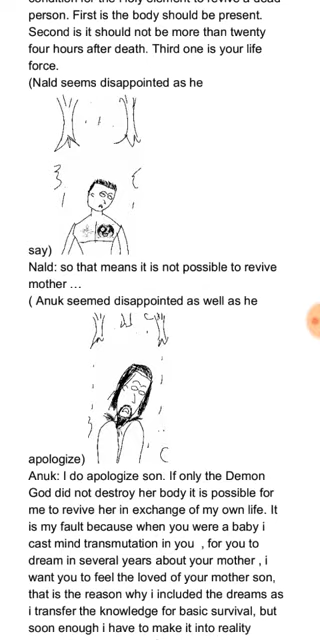 condition for the Holy element to revive a dead
person. First is the body should be present.
Second is it should not be more than twenty
four hours after death. Third one is your life
force.
(Nald seems disappointed as he
say)
Nald: so that means it is not possible to revive
mother ...
( Anuk seemed disappointed as well as he
apologize)
Anuk: I do apologize son. If only the Demon
God did not destroy her body it is possible for
me to revive her in exchange of my own life. It
is my fault because when you were a baby i
cast mind transmutation in you , for you to
dream in several years about your mother , i
want you to feel the loved of your mother son,
that is the reason why i included the dreams as
i transfer the knowledge for basic survival, but
soon enough i have to make it into reality